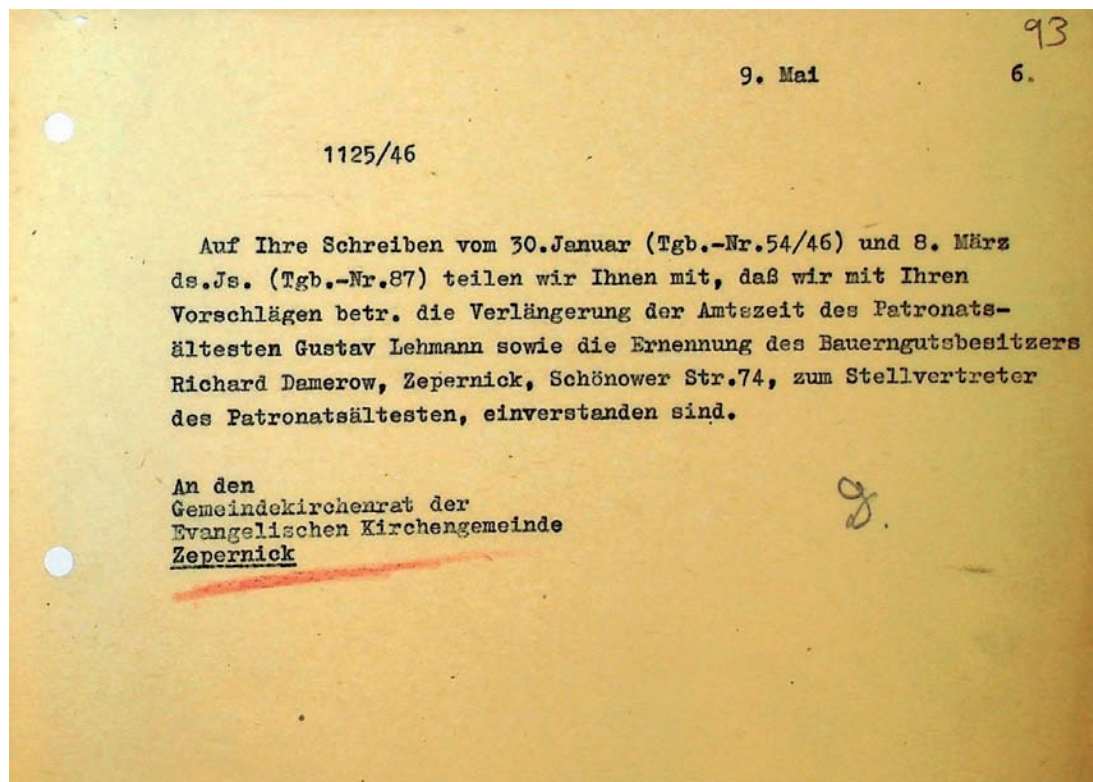 93
9. Mai 6.
1125/46
Auf Ihre Schreiben vom 30.Januar (Tgb.-Nr.54/46) und 8. März
ds.Js. (Tgb.-Nr.87) teilen wir Ihnen mit, daß wir mit Ihren
Vorschlägen betr. die Verlängerung der Amtszeit des Patronats-
ältesten Gustav Lehmann sowie die Ernennung des Bauerngutsbesitzers
Richard Damerow, Zepernick, Schönower Str.74, zum Stellvertreter
des Patronatsältesten, einverstanden sind.
An den
Gemeindekirchenrat der
Evangelischen Kirchengemeinde
Zepernick